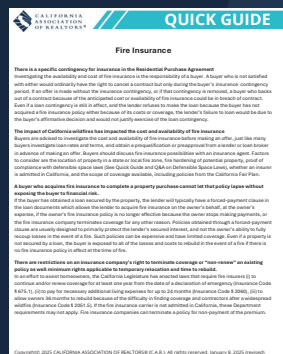 CALIFORNIA
ASSOCIATION
OF REALTORS®
QUICK GUIDE
Fire Insurance
There is a specific contingency for insurance in the Residential Purchase Agreement
Investigating the availability and cost of fire insurance is the responsibility of a buyer. A buyer who is not satisfied
with either would ordinarily have the right to cancel a contract but only during the buyer's insurance contingency
period. If an offer is made without the insurance contingency, or if that contingency is removed, a buyer who backs
out of a contract because of the anticipated cost or availability of fire insurance could be in breach of contract.
Even if a loan contingency is still in effect, and the lender refuses to make the loan because the buyer has not
acquired a fire insurance policy either because of its costs or coverage, the lender's failure to loan would be due to
the buyer's affirmative decision and would not justify exercise of the loan contingency.
The impact of California wildfires has impacted the cost and availability of fire insurance
Buyers are advised to investigate the cost and availability of fire insurance before making an offer, just like many
buyers investigate loan rates and terms, and obtain a prequalification or preapproval from a lender or loan broker
in advance of making an offer. Buyers should discuss fire insurance possibilities with an insurance agent. Factors
to consider are the location of property in a state or local fire zone, fire hardening of potential property, proof of
compliance with defensible space laws (See Quick Guide and Q&A on Defensible Space Laws), whether an insurer
is admitted in California, and the scope of coverage available, including policies from the California Fair Plan.
A buyer who acquires fire insurance to complete a property purchase cannot let that policy lapse without
exposing the buyer to financial risk.
If the buyer has obtained a loan secured by the property, the lender will typically have a forced-payment clause in
the loan documents which allow the lender to acquire fire insurance on the owner's behalf, at the owner's
expense, if the owner's fire insurance policy is no longer effective because the owner stops making payments, or
the fire insurance company terminates coverage for any other reason. Policies obtained through a forced-payment
clause are usually designed to primarily protect the lender's secured interest, and not the owner's ability to fully
recoup losses in the event of a fire. Such policies can be expensive and have limited coverage. Even if a property is
not secured by a loan, the buyer is exposed to all of the costs and losses to rebuild in the event of a fire if there is
no fire insurance policy in effect at the time of fire.
There are restrictions on an insurance company's right to terminate coverage or "non-renew" an existing
policy as well minimum rights applicable to temporary relocation and time to rebuild.
In an effort to assist homeowners, the California Legislature has enacted laws that require fire insurers (i) to
continue and/or renew coverage for at least one year from the date of a declaration of emergency (Insurance Code
§ 675.1), (ii) to pay for necessary additional living expenses for up to 24 months (Insurance Code § 2060), (iii) to
allow owners 36 months to rebuild because of the difficulty in finding coverage and contractors after a widespread
wildfire (Insurance Code § 2051.5). If the fire insurance carrier is not admitted in California, these Department
requirements may not apply. Fire insurance companies can terminate a policy for non-payment of the premium.
Copyright© 2025 CALIFORNIA ASSOCIATION OF REALTORS® (C.A.R.). All rights reserved. January 9, 2025 (revised).